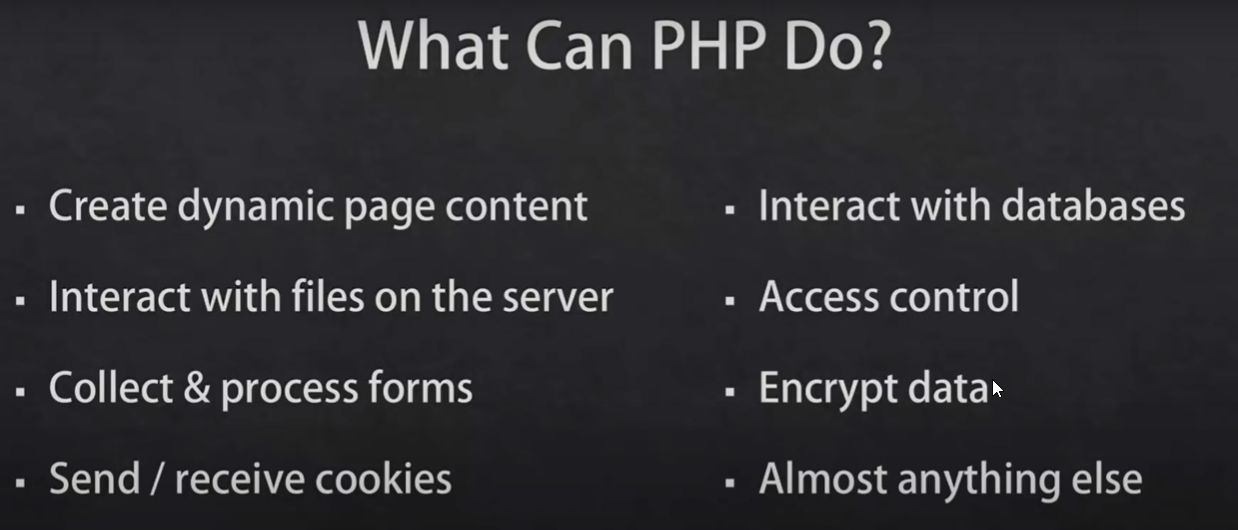 What Can PHP Do?
▪ Create dynamic page content
▪ Interact with files on the server
▪ Collect & process forms
▪ Send / receive cookies
▪ Interact with databases
▪ Access control
▪ Encrypt data
▪ Almost anything else